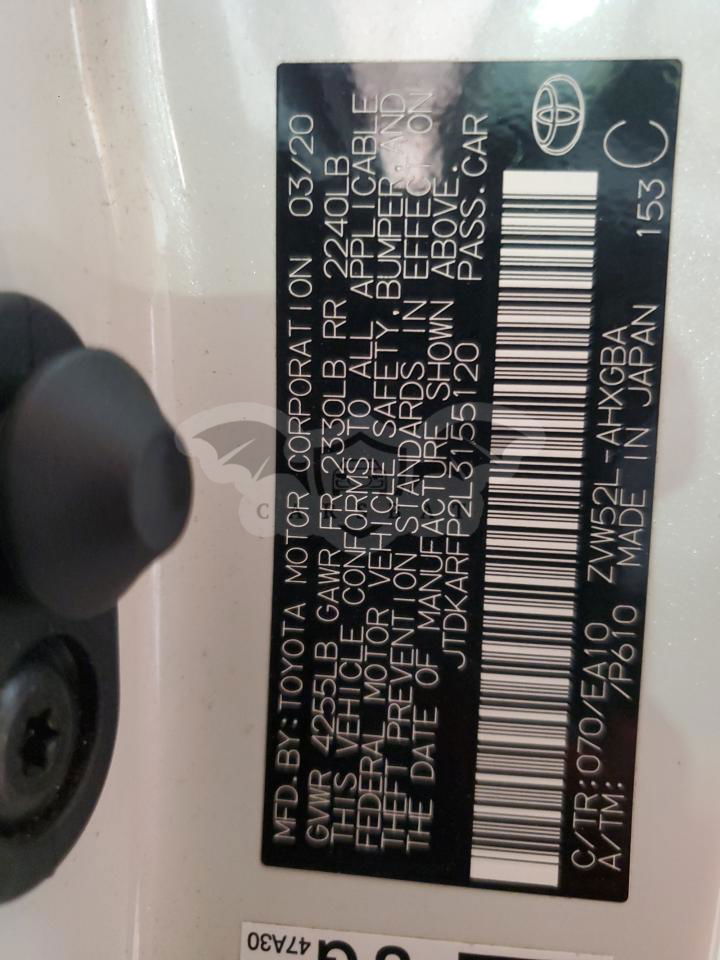 MFD.BY:TOYOTA MOTOR CORPORATION 03/20
GVWR 4255LB GAWR FR 2330LB RR 2240LB
THIS VEHICLE CONFORMS TO ALL APPLICABLE
FEDERAL MOTOR VEHICLE SAFETY,BUMPER,AND
THEFT PREVENTION STANDARDS IN EFFECT ON
THE DATE OF MANUFACTURE SHOWN ABOVE.
JTDKARFP2L3155120 PASS.CAR
C/TR:070/EA10 ZVW52L-AHXGBA 153 C
A/TM: /P610 MADE IN JAPAN
47A30